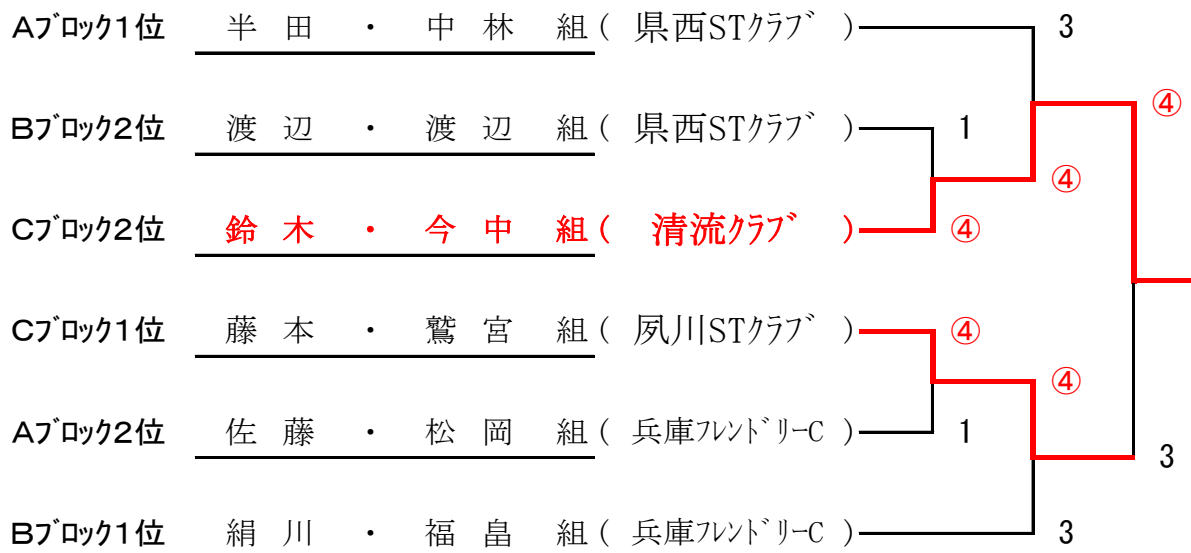 Aﾌﾞﾛｯｸ1位 半田・中林 組( 県西STｸﾗﾌﾞ ) 3
④
Bﾌﾞﾛｯｸ2位 渡辺・渡辺 組( 県西STｸﾗﾌﾞ ) 1
④
Cﾌﾞﾛｯｸ2位 鈴木・今中 組( 清流ｸﾗﾌﾞ ) ④
Cﾌﾞﾛｯｸ1位 藤本・鷲宮 組( 夙川STｸﾗﾌﾞ ) ④
④
Aﾌﾞﾛｯｸ2位 佐藤・松岡 組( 兵庫ﾌﾚﾝﾄﾞﾘｰC ) 1
3
Bﾌﾞﾛｯｸ1位 絹川・福畠 組( 兵庫ﾌﾚﾝﾄﾞﾘｰC ) 3